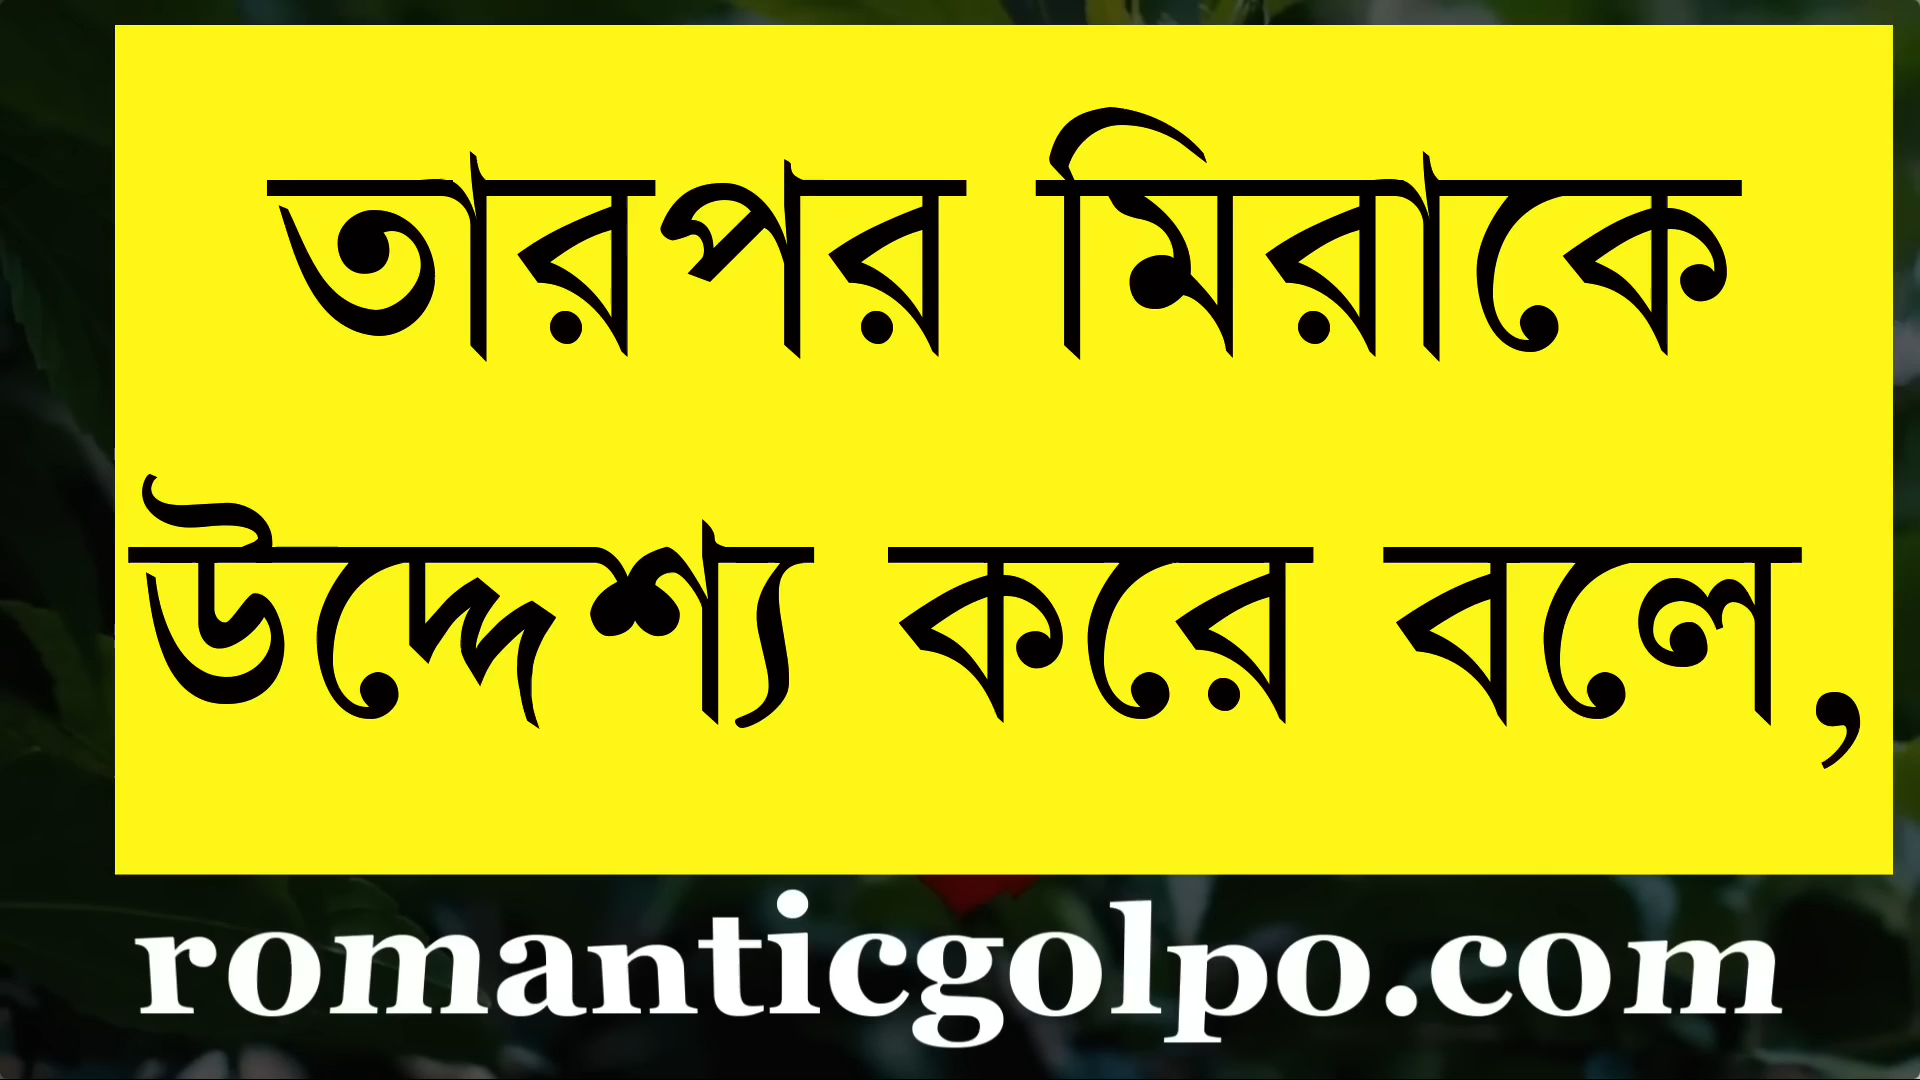 তারপর মিরাকে
উদ্দেশ্য করে বলে,
romanticgolpo.com